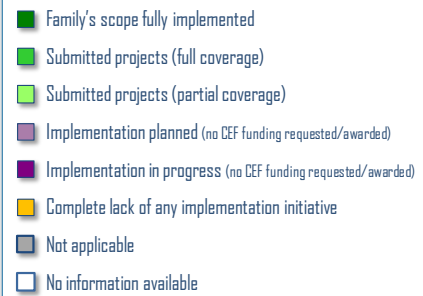 Family's scope fully implemented
Submitted projects (full coverage)
Submitted projects (partial coverage)
Implementation planned (no CEF funding requested/awarded)
Implementation in progress (no CEF funding requested/awarded)
Complete lack of any implementation initiative
Not applicable
No information available